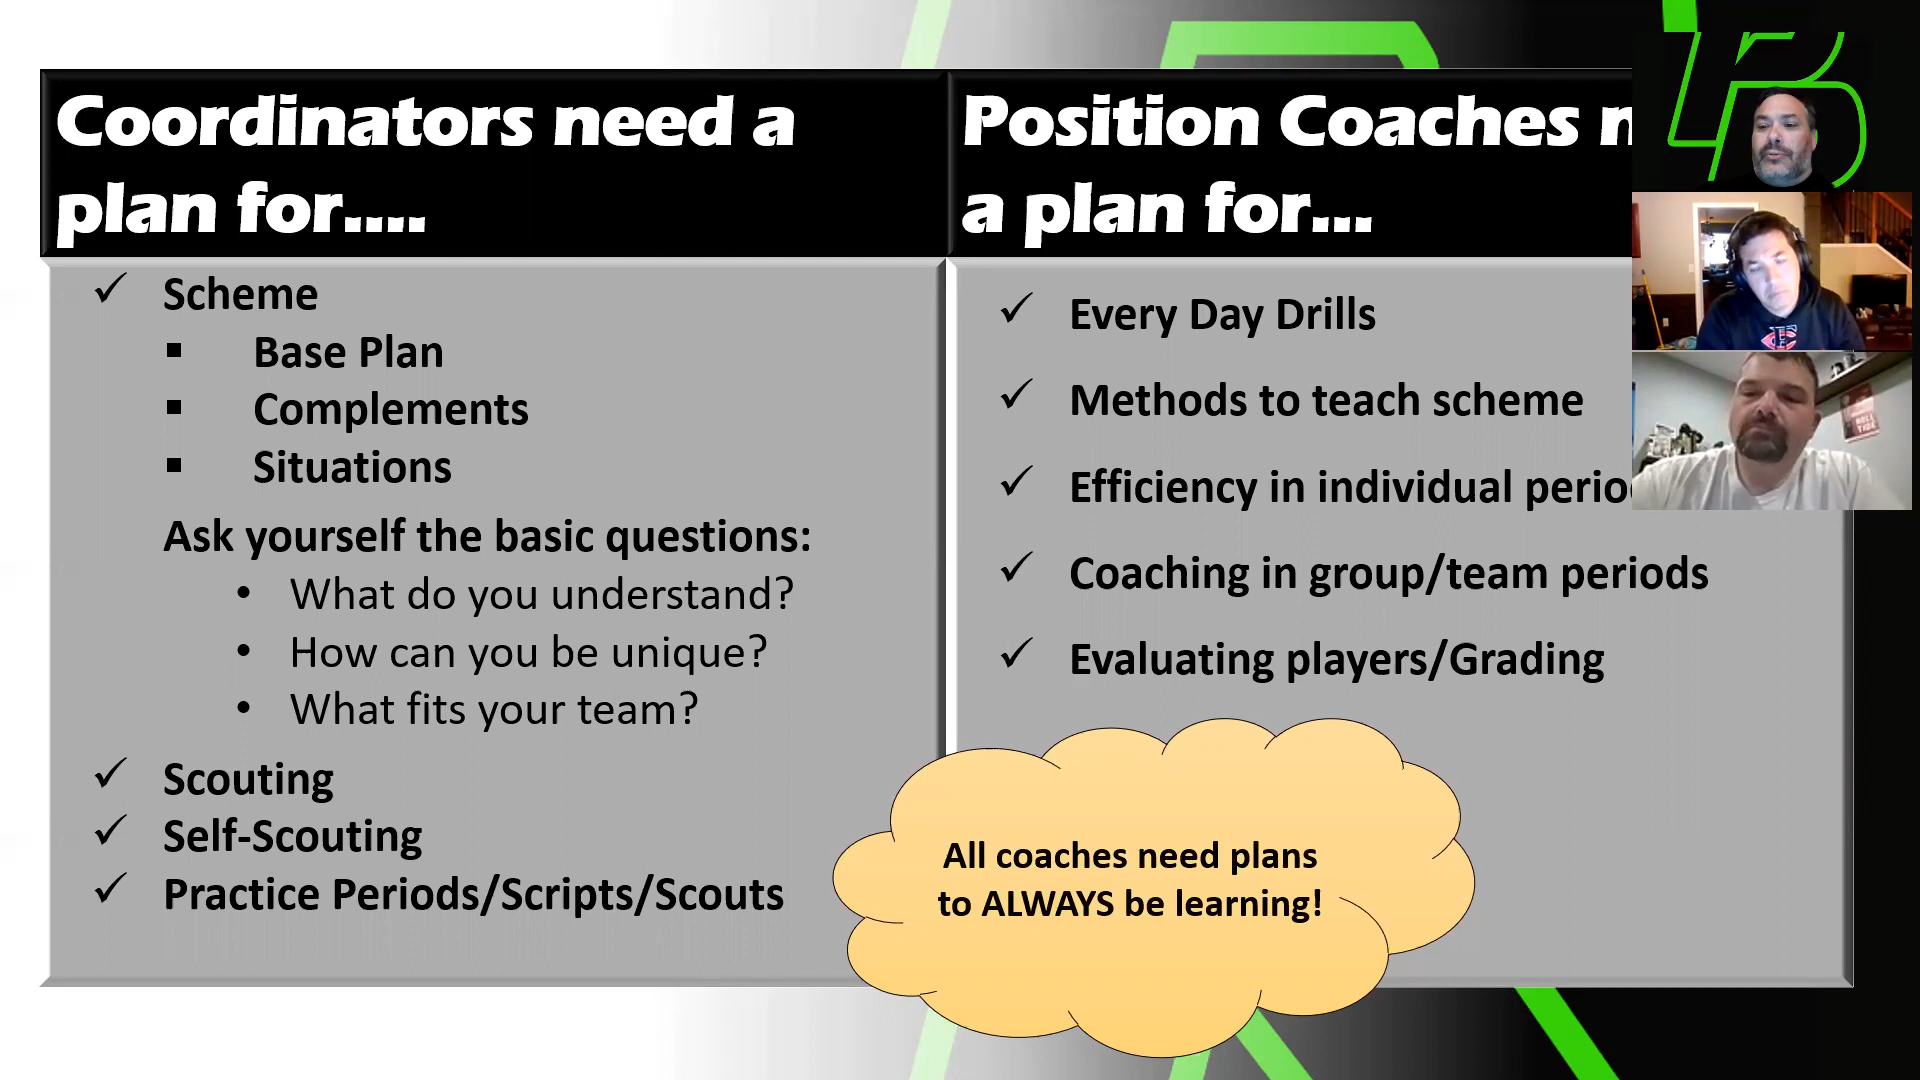 Coordinators need a
plan for....
✓ Scheme
▪ Base Plan
▪ Complements
▪ Situations
Ask yourself the basic questions:
• What do you understand?
• How can you be unique?
• What fits your team?
✓ Scouting
✓ Self-Scouting
✓ Practice Periods/Scripts/Scouts
Position Coaches
a plan for...
✓ Every Day Drills
✓ Methods to teach scheme
✓ Efficiency in individual
✓ Coaching in group/team periods
✓ Evaluating players/Grading
All coaches need plans
to ALWAYS be learning!
ROLL
TIDE